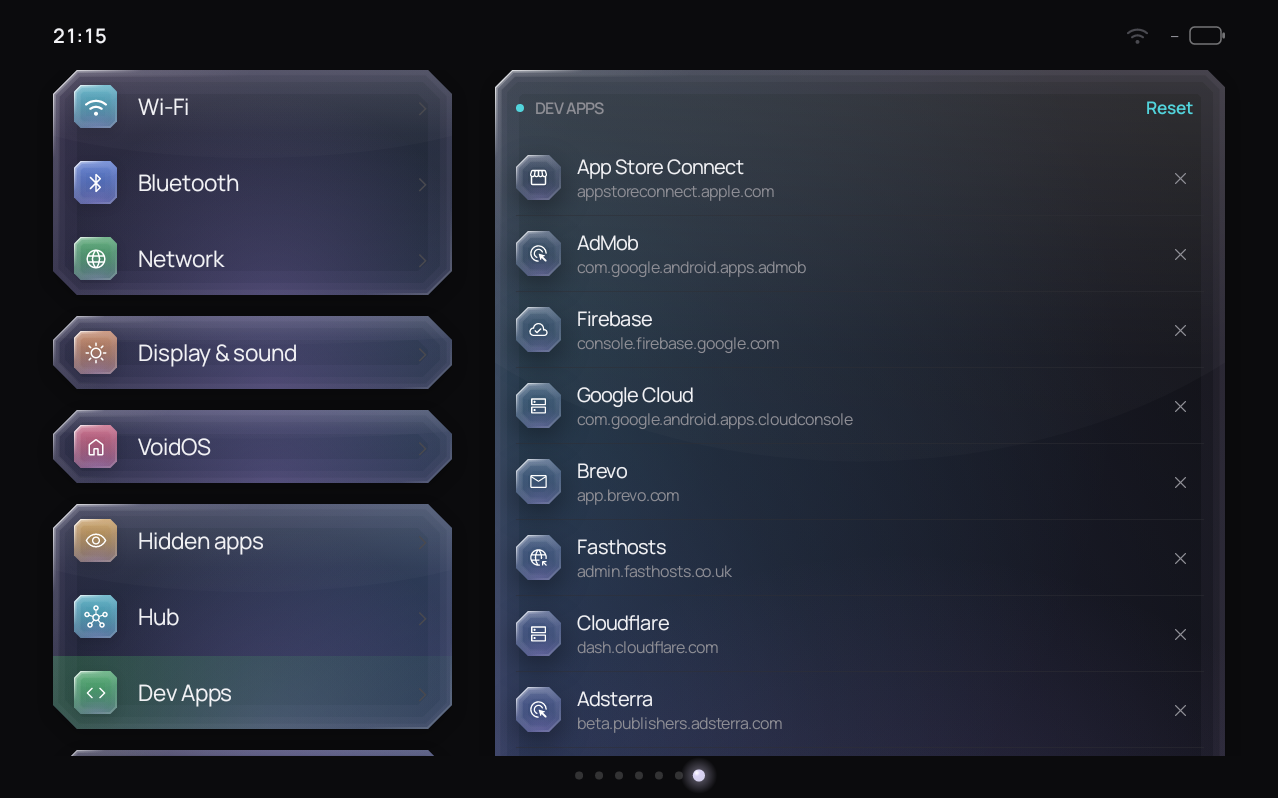 21:15
Wi-Fi
Bluetooth
Network
Display & sound
VoidOS
Hidden apps
Hub
Dev Apps
DEV APPS
Reset
App Store Connect
appstoreconnect.apple.com
AdMob
com.google.android.apps.admob
Firebase
console.firebase.google.com
Google Cloud
com.google.android.apps.cloudconsole
Brevo
app.brevo.com
Fasthosts
admin.fasthosts.co.uk
Cloudflare
dash.cloudflare.com
Adsterra
beta.publishers.adsterra.com